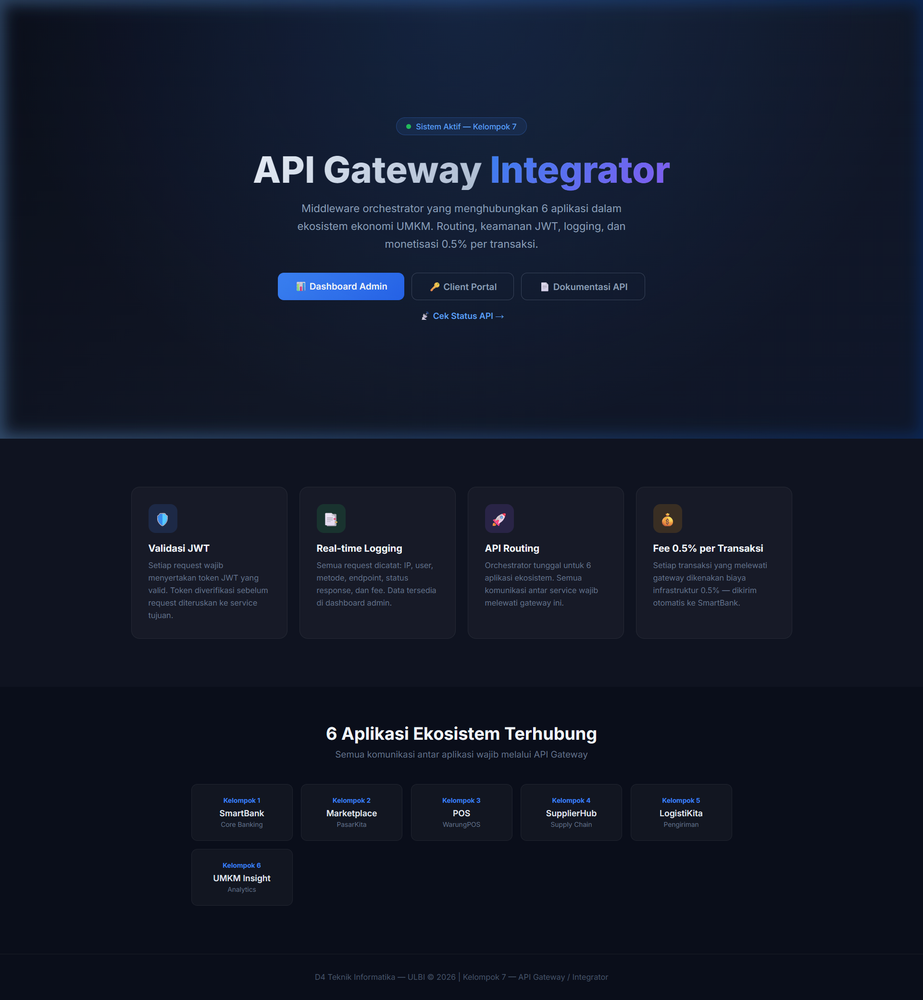 Sistem Aktif — Kelompok 7
API Gateway Integrator
Middleware orchestrator yang menghubungkan 6 aplikasi dalam
ekosistem ekonomi UMKM. Routing, keamanan JWT, logging, dan
monetisasi 0.5% per transaksi.
📊 Dashboard Admin
🔑 Client Portal
📄 Dokumentasi API
📡 Cek Status API →
Validasi JWT
Setiap request wajib
menyertakan token JWT yang
valid. Token diverifikasi sebelum
request diteruskan ke service
tujuan.
Real-time Logging
Semua request dicatat: IP, user,
metode, endpoint, status
response, dan fee. Data tersedia
di dashboard admin.
API Routing
Orchestrator tunggal untuk 6
aplikasi ekosistem. Semua
komunikasi antar service wajib
melewati gateway ini.
Fee 0.5% per Transaksi
Setiap transaksi yang melewati
gateway dikenakan biaya
infrastruktur 0.5% — dikirim
otomatis ke SmartBank.
6 Aplikasi Ekosistem Terhubung
Semua komunikasi antar aplikasi wajib melalui API Gateway
Kelompok 1
SmartBank
Core Banking
Kelompok 2
Marketplace
PasarKita
Kelompok 3
POS
WarungPOS
Kelompok 4
SupplierHub
Supply Chain
Kelompok 5
LogistiKita
Pengiriman
Kelompok 6
UMKM Insight
Analytics
D4 Teknik Informatika — ULBI © 2026 | Kelompok 7 — API Gateway / Integrator